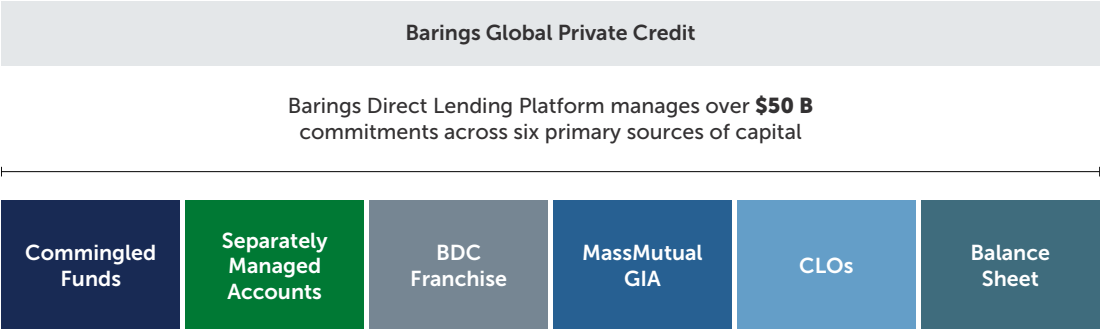 Barings Global Private Credit
Barings Direct Lending Platform manages over $50 B
commitments across six primary sources of capital
Commingled
Funds
Separately
Managed
Accounts
BDC
Franchise
MassMutual
GIA
CLOs
Balance
Sheet